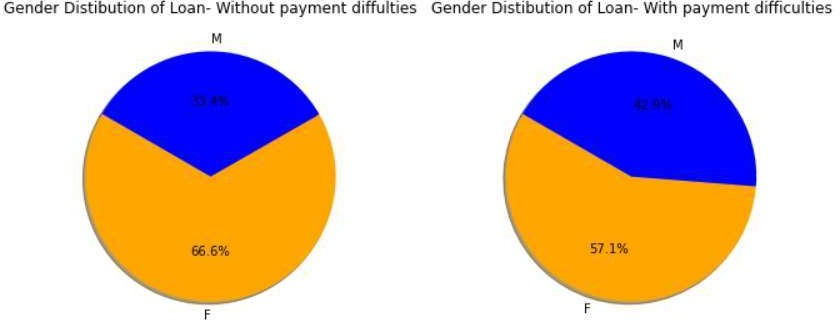 Gender Distibution of Loan- Without payment diffulties
M
33.4%
66.6%
F
Gender Distibution of Loan- With payment difficulties
M
42.9%
57.1%
F